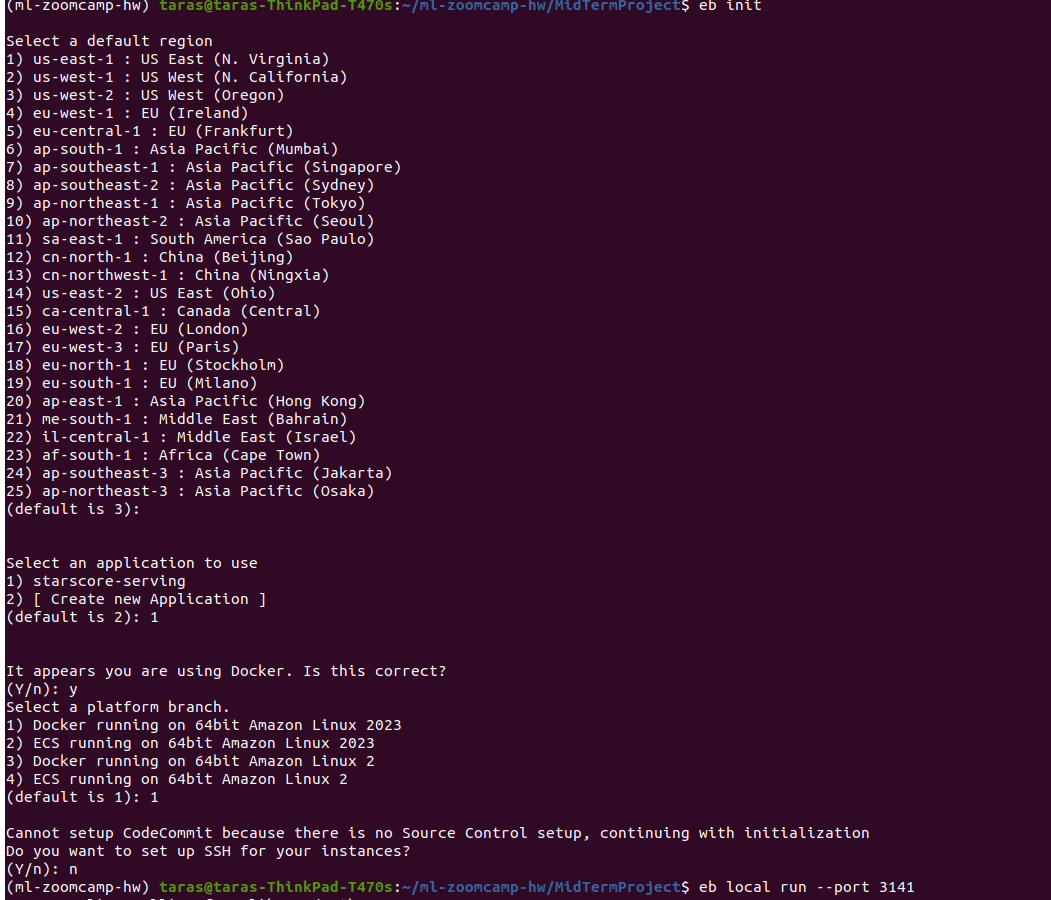 (ml-zoomcamp-hw) taras@taras-ThinkPad-T470s:~/ml-zoomcamp-hw/MidTermProject$ eb init
Select a default region
1) us-east-1 : US East (N. Virginia)
2) us-west-1 : US West (N. California)
3) us-west-2 : US West (Oregon)
4) eu-west-1 : EU (Ireland)
5) eu-central-1 : EU (Frankfurt)
6) ap-south-1 : Asia Pacific (Mumbai)
7) ap-southeast-1 : Asia Pacific (Singapore)
8) ap-southeast-2 : Asia Pacific (Sydney)
9) ap-northeast-1 : Asia Pacific (Tokyo)
10) ap-northeast-2 : Asia Pacific (Seoul)
11) sa-east-1 : South America (Sao Paulo)
12) cn-north-1 : China (Beijing)
13) cn-northwest-1 : China (Ningxia)
14) us-east-2 : US East (Ohio)
15) ca-central-1 : Canada (Central)
16) eu-west-2 : EU (London)
17) eu-west-3 : EU (Paris)
18) eu-north-1 : EU (Stockholm)
19) eu-south-1 : EU (Milano)
20) ap-east-1 : Asia Pacific (Hong Kong)
21) me-south-1 : Middle East (Bahrain)
22) il-central-1 : Middle East (Israel)
23) af-south-1 : Africa (Cape Town)
24) ap-southeast-3 : Asia Pacific (Jakarta)
25) ap-northeast-3 : Asia Pacific (Osaka)
(default is 3):
Select an application to use
1) starscore-serving
2) [ Create new Application ]
(default is 2): 1
It appears you are using Docker. Is this correct?
(Y/n): y
Select a platform branch.
1) Docker running on 64bit Amazon Linux 2023
2) ECS running on 64bit Amazon Linux 2023
3) Docker running on 64bit Amazon Linux 2
4) ECS running on 64bit Amazon Linux 2
(default is 1): 1
Cannot setup CodeCommit because there is no Source Control setup, continuing with initialization
Do you want to set up SSH for your instances?
(Y/n): n
(ml-zoomcamp-hw) taras@taras-ThinkPad-T470s:~/ml-zoomcamp-hw/MidTermProject$ eb local run --port 3141